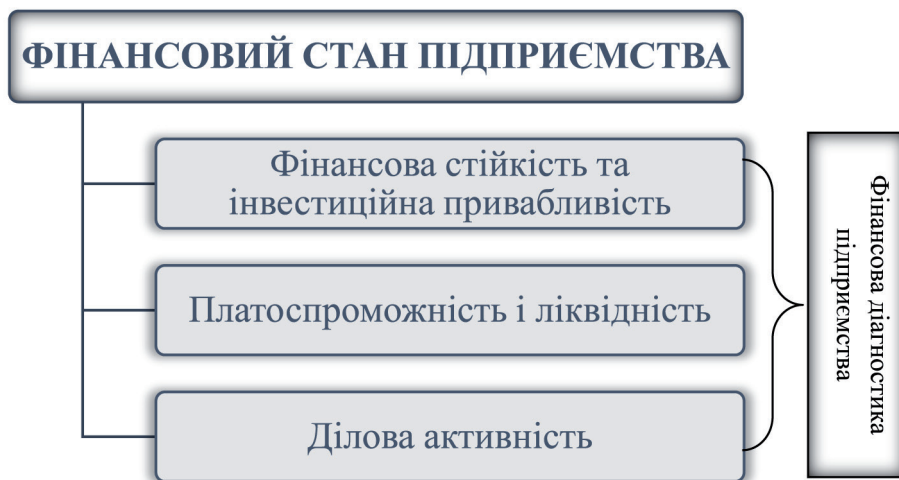 ФІНАНСОВИЙ СТАН ПІДПРИЄМСТВА
Фінансова стійкість та
інвестиційна привабливість
Платоспроможність і ліквідність
Ділова активність
Фінансова діагностика
підприємства